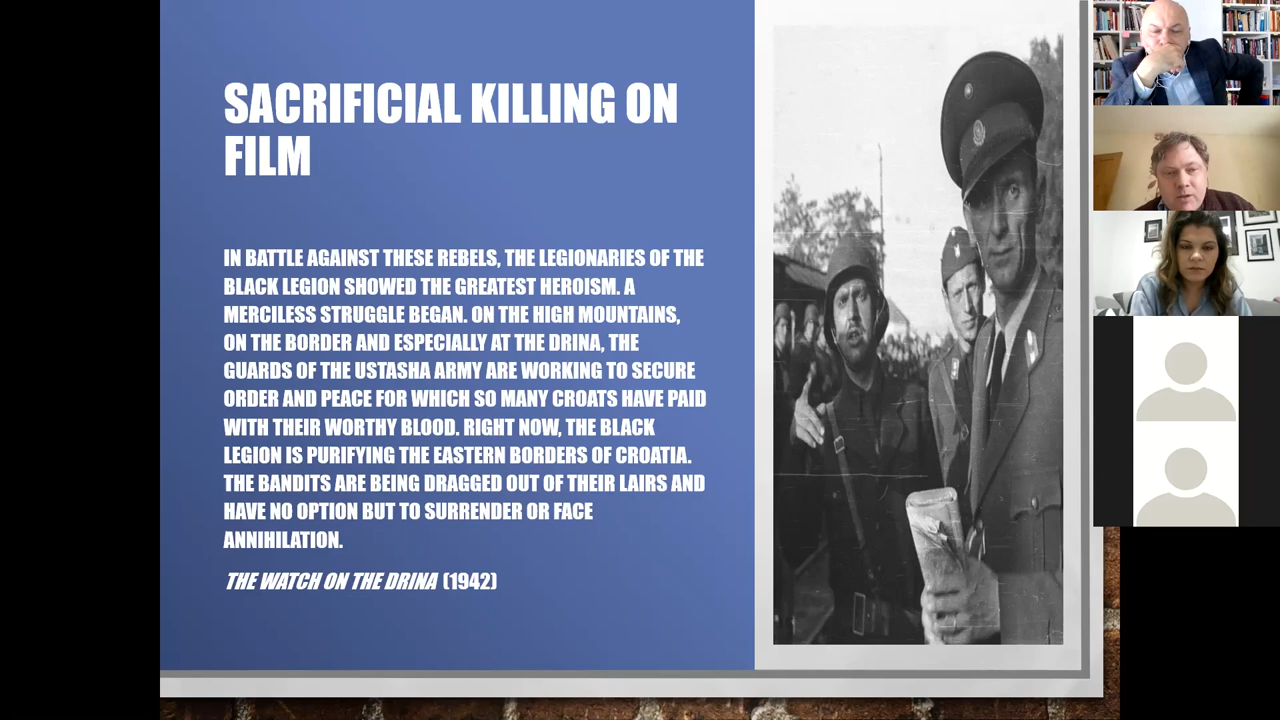 SACRIFICIAL KILLING ON
FILM
IN BATTLE AGAINST THESE REBELS, THE LEGIONARIES OF THE
BLACK LEGION SHOWED THE GREATEST HEROISM. A
MERCILESS STRUGGLE BEGAN. ON THE HIGH MOUNTAINS,
ON THE BORDER AND ESPECIALLY AT THE DRINA, THE
GUARDS OF THE USTASHA ARMY ARE WORKING TO SECURE
ORDER AND PEACE FOR WHICH SO MANY CROATS HAVE PAID
WITH THEIR WORTHY BLOOD. RIGHT NOW, THE BLACK
LEGION IS PURIFYING THE EASTERN BORDERS OF CROATIA.
THE BANDITS ARE BEING DRAGGED OUT OF THEIR LAIRS AND
HAVE NO OPTION BUT TO SURRENDER OR FACE
ANNIHILATION.
THE WATCH ON THE DRINA (1942)